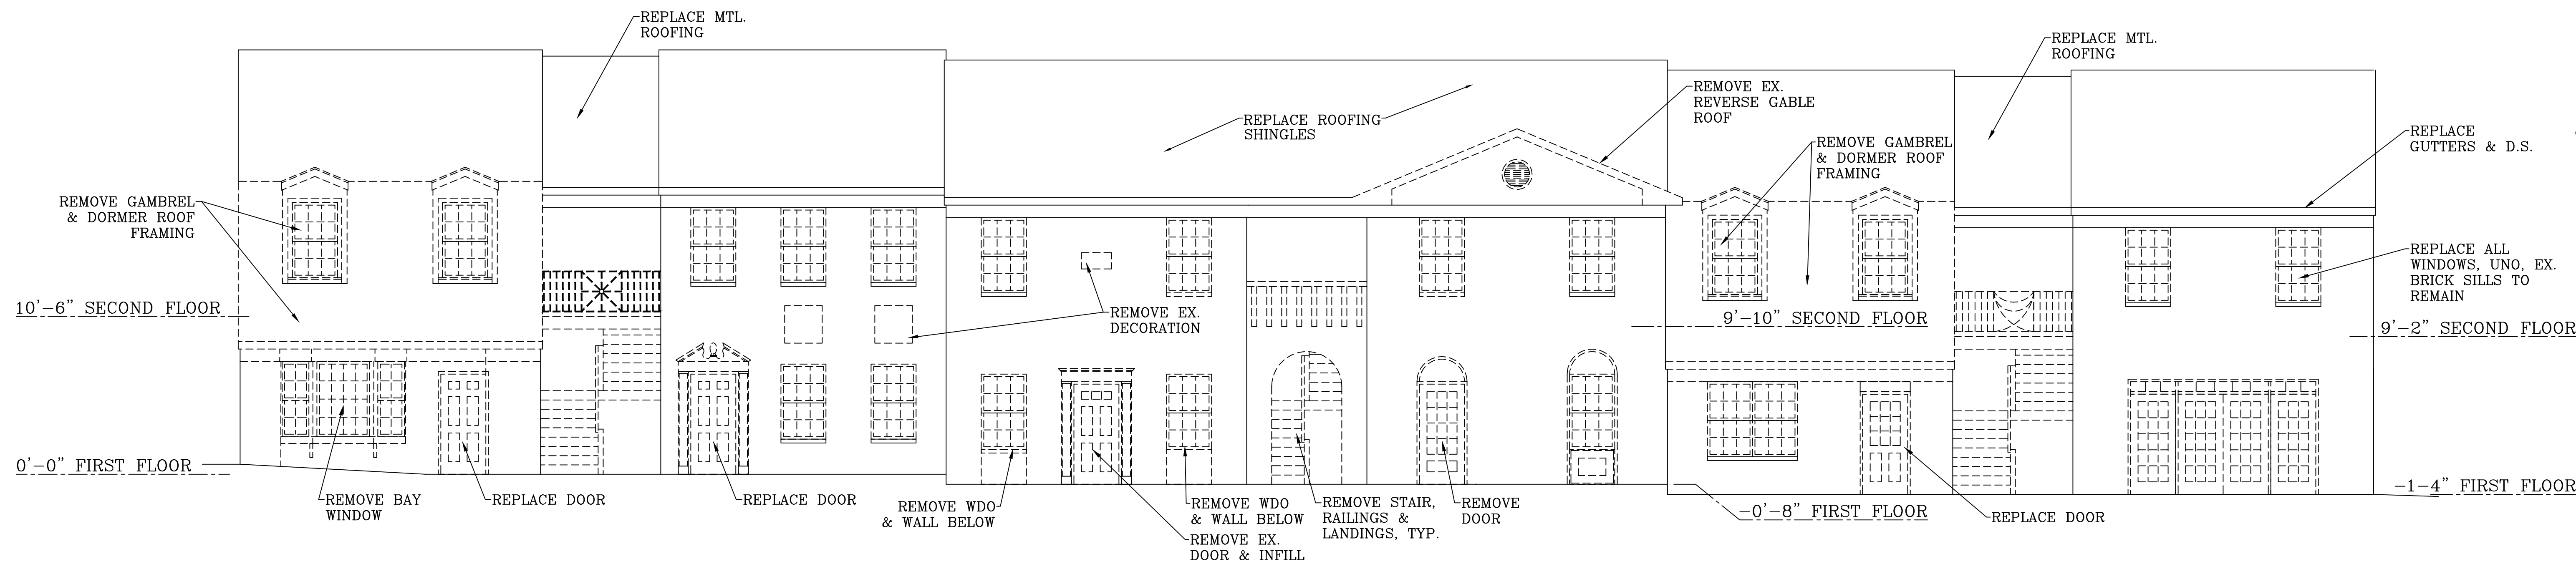 REPLACE MTL.
ROOFING
REPLACE MTL.
ROOFING
REMOVE EX.
REVERSE GABLE
ROOF
REPLACE ROOFING
SHINGLES
REPLACE
GUTTERS & D.S.
REMOVE GAMBREL
& DORMER ROOF
FRAMING
REMOVE GAMBREL
& DORMER ROOF
FRAMING
REPLACE ALL
WINDOWS, UNO, EX.
BRICK SILLS TO
REMAIN
10'-6" SECOND FLOOR
REMOVE EX.
DECORATION
9'-10" SECOND FLOOR
9'-2" SECOND FLOOR
0'-0" FIRST FLOOR
-1-4" FIRST FLOOR
REMOVE BAY
WINDOW
REPLACE DOOR
REPLACE DOOR
REMOVE WDO
& WALL BELOW
REMOVE WDO
& WALL BELOW
REMOVE EX.
DOOR & INFILL
REMOVE STAIR,
RAILINGS &
LANDINGS, TYP.
REMOVE
DOOR
-0'-8" FIRST FLOOR
REPLACE DOOR